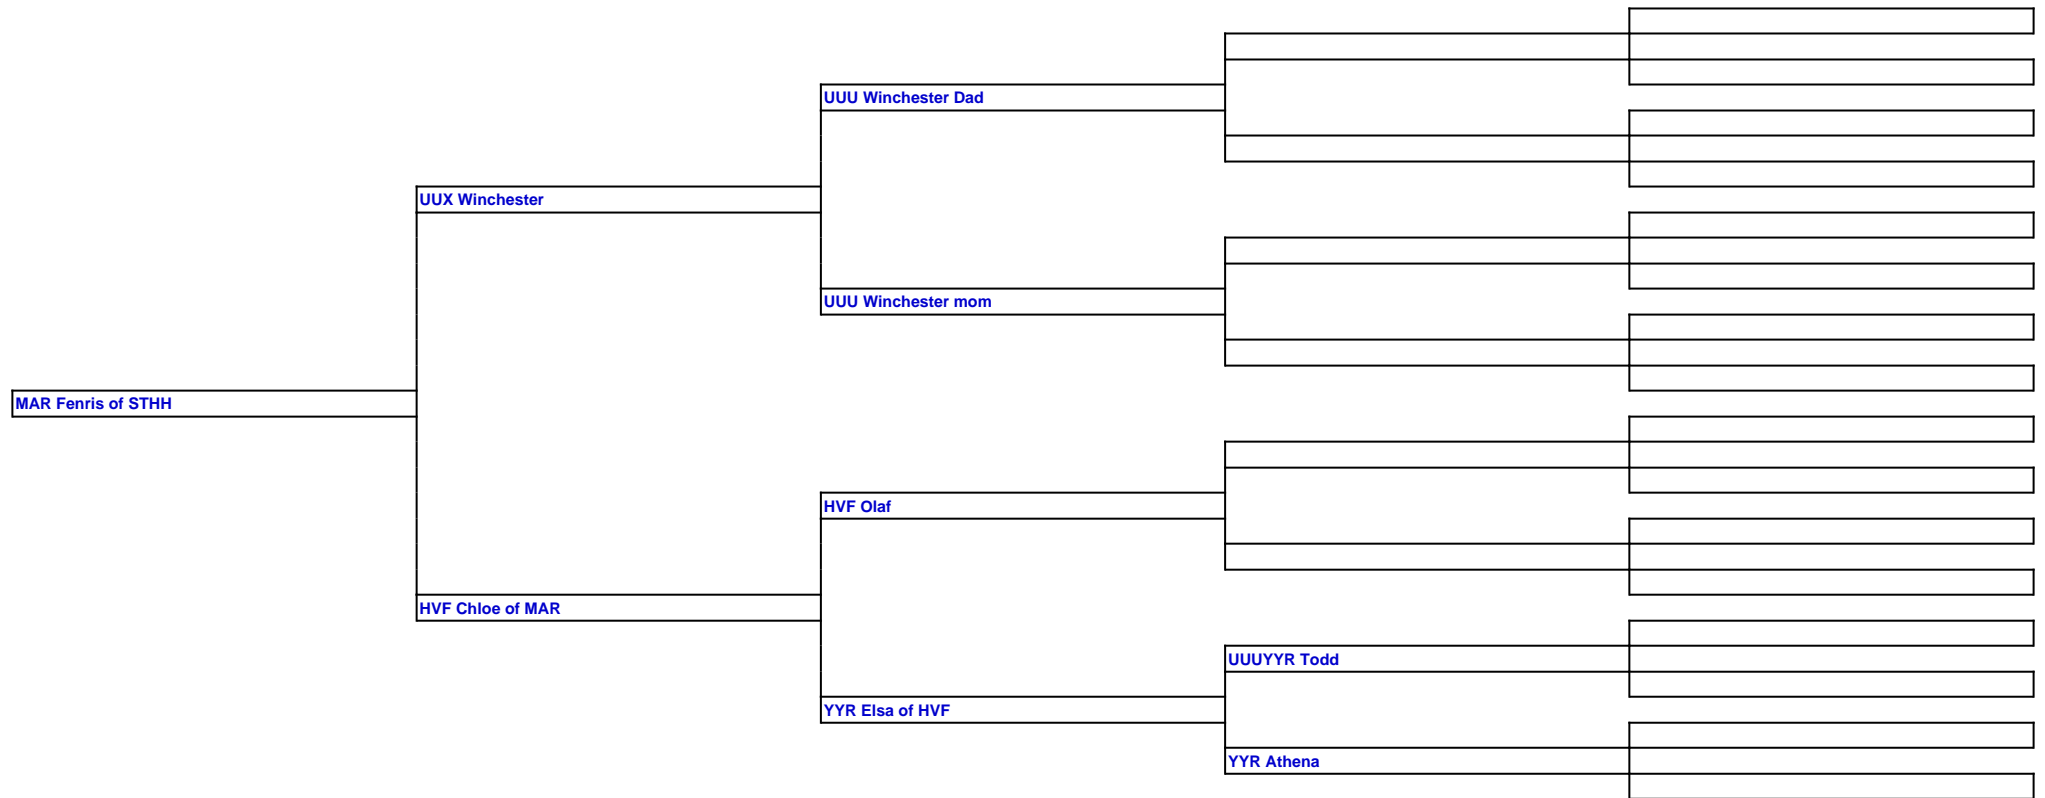 UUU Winchester Dad
UUX Winchester
UUU Winchester mom
MAR Fenris of STHH
HVF Olaf
HVF Chloe of MAR
UUUYYR Todd
YYR Elsa of HVF
YYR Athena